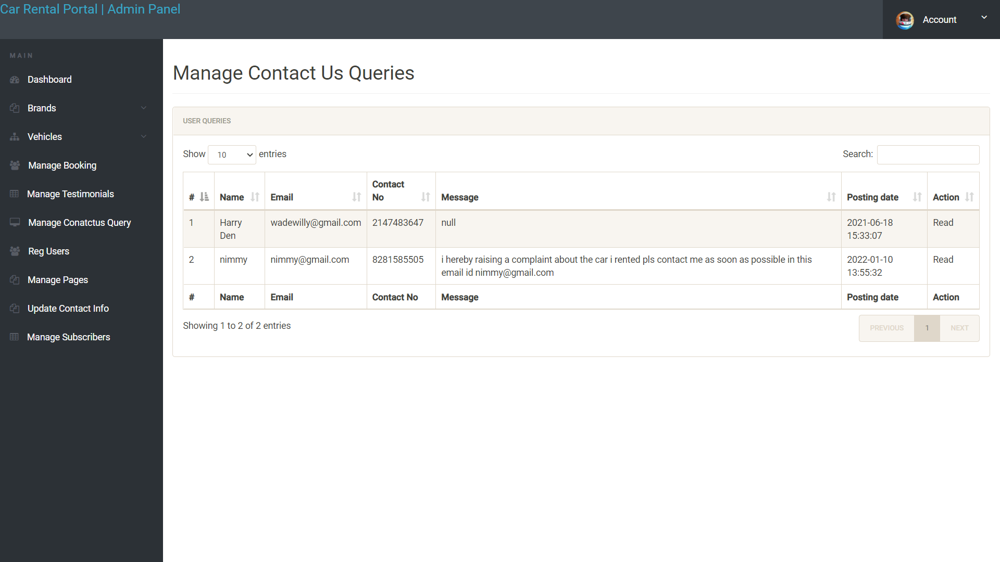 Car Rental Portal | Admin Panel
Account
MAIN
Dashboard
Brands
Vehicles
Manage Booking
Manage Testimonials
Manage Conatctus Query
Reg Users
Manage Pages
Update Contact Info
Manage Subscribers
Manage Contact Us Queries
USER QUERIES
Show 10 entries
Search:
# Name Email Contact No Message Posting date Action
1 Harry Den wadewilly@gmail.com 2147483647 null 2021-06-18 15:33:07 Read
2 nimmy nimmy@gmail.com 8281585505 i hereby raising a complaint about the car i rented pls contact me as soon as possible in this email id nimmy@gmail.com 2022-01-10 13:55:32 Read
# Name Email Contact No Message Posting date Action
Showing 1 to 2 of 2 entries
PREVIOUS 1 NEXT